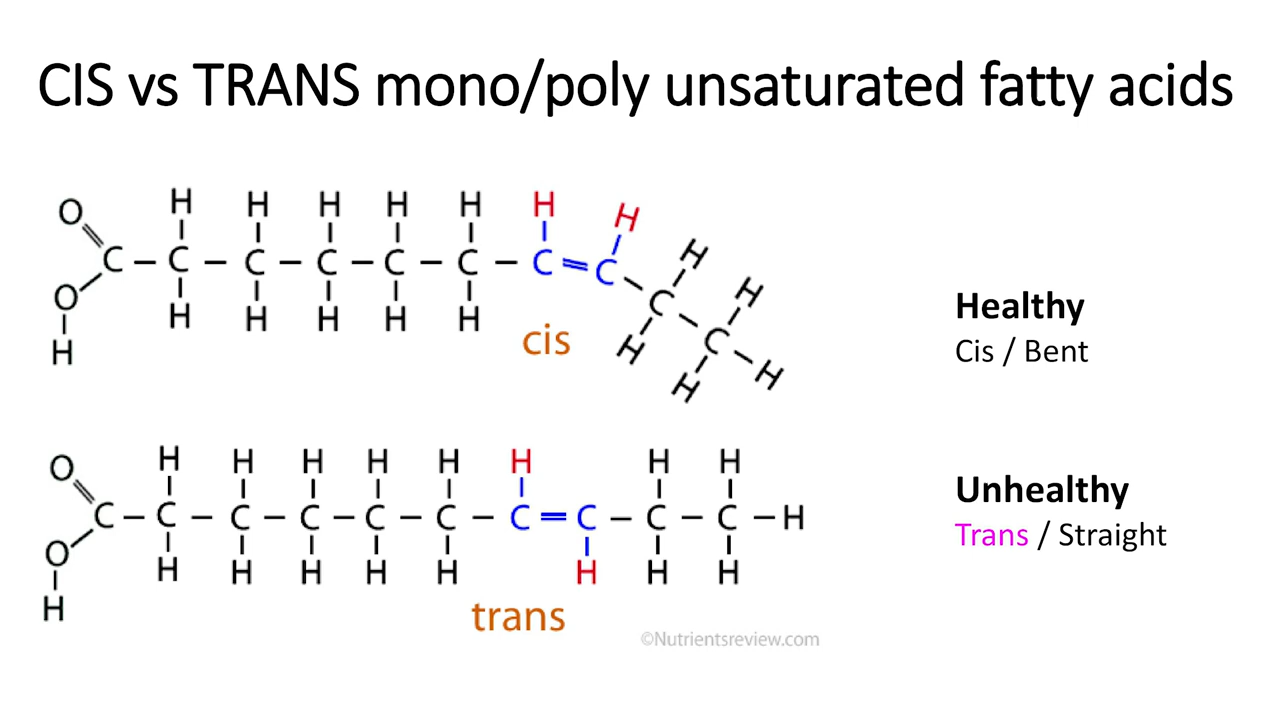 CIS vs TRANS mono/poly unsaturated fatty acids
H H H H H H H
O
C – C – C – C – C – C – C = C
H
O
C
H
H H H H H
H
C
H
H
H
cis
Healthy
Cis / Bent
H H H H H H H H
O
C – C – C – C – C – C – C = C – C – C – H
O
H H H H H H H H
H
trans
Unhealthy
Trans / Straight
©Nutrientsreview.com